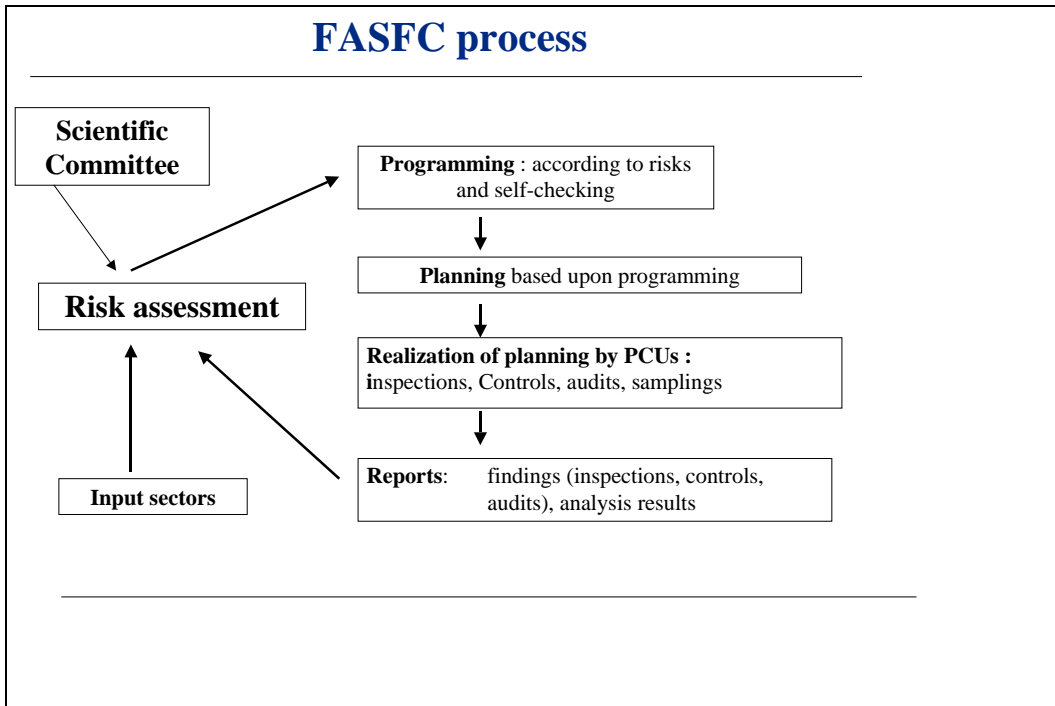 FASFC process
Scientific
Committee
Programming : according to risks
and self-checking
Planning based upon programming
Risk assessment
Realization of planning by PCUs :
inspections, Controls, audits, samplings
Reports: findings (inspections, controls,
audits), analysis results
Input sectors